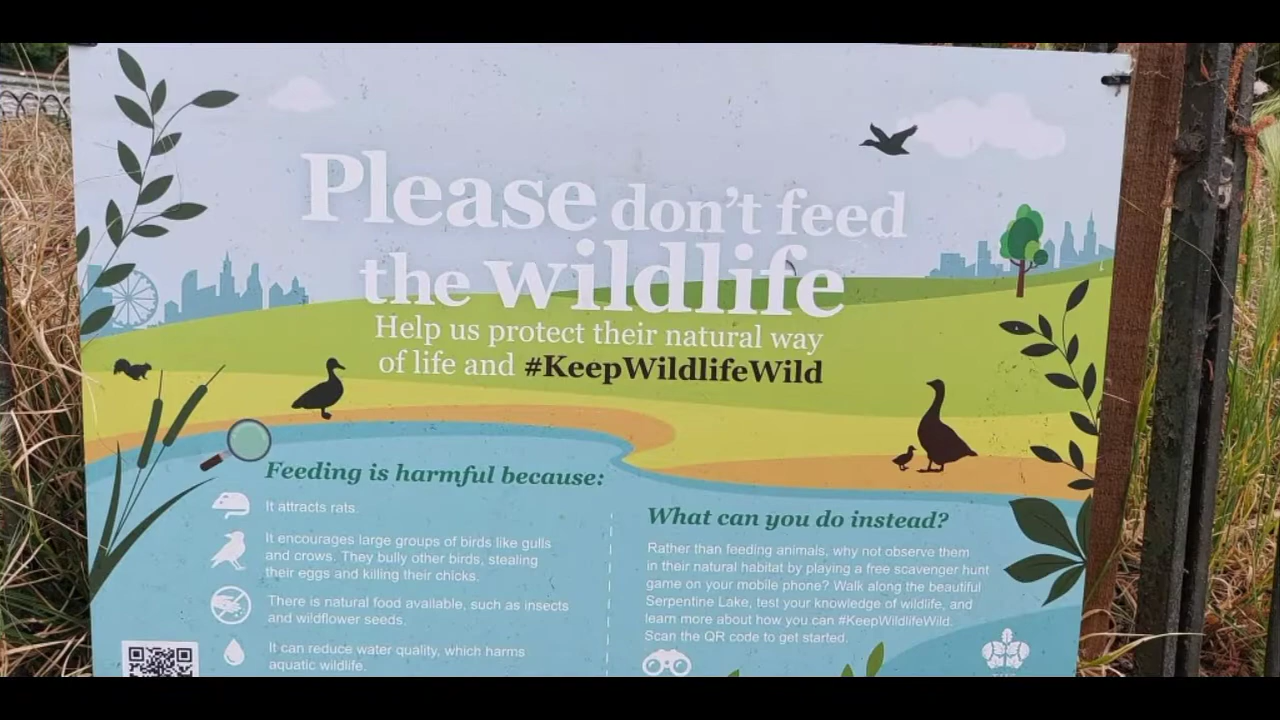 Please don't feed
the wildlife
Help us protect their natural way
of life and #KeepWildlifeWild
Feeding is harmful because:
It attracts rats.
It encourages large groups of birds like gulls
and crows. They bully other birds, stealing
their eggs and killing their chicks.
There is natural food available, such as insects
and wildflower seeds.
It can reduce water quality, which harms
aquatic wildlife.
What can you do instead?
Rather than feeding animals, why not observe them
in their natural habitat by playing a free scavenger hunt
game on your mobile phone? Walk along the beautiful
Serpentine Lake, test your knowledge of wildlife, and
learn more about how you can #KeepWildlifeWild.
Scan the QR code to get started.